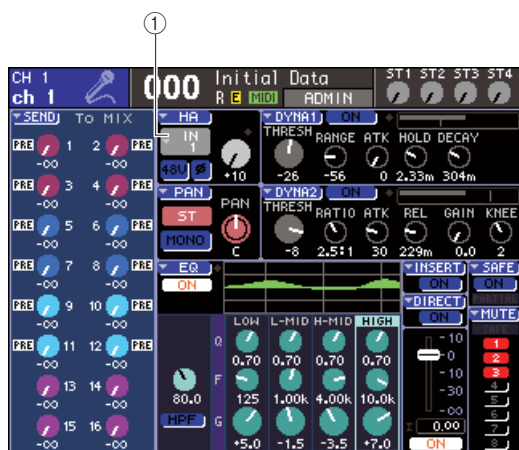 ①
CH 1
ch 1
000 Initial Data
R E MIDI ADMIN
ST1 ST2 ST3 ST4
SEND To MIX
PRE 1 2 PRE
-∞ -∞
PRE 3 4 PRE
-∞ -∞
PRE 5 6 PRE
-∞ -∞
PRE 7 8 PRE
-∞ -∞
PRE 9 10 PRE
-∞ -∞
PRE 11 12 PRE
-∞ -∞
13 14
-∞ -∞
15 16
-∞ -∞
HA
IN
1
48V ø
+10
PAN
ST
MONO
PAN
C
DYNA1 ON
THRESH RANGE ATK HOLD DECAY
-26 -56 0 2.33m 304m
DYNA2 ON
THRESH RATIO ATK REL GAIN KNEE
-8 2.5:1 30 229m 0.0 2
EQ
ON
LOW L-MID H-MID HIGH
Q 0.70 0.70 0.70 0.70
F 125 1.00k 4.00k 10.0k
80.0
HPF
G +5.0 -1.5 -3.5 +7.0
INSERT
ON
DIRECT
ON
-10
-0
-10
-30
-∞
Σ 0.00
ON
SAFE
ON
PARTIAL
MUTE
SAFE
1
2
3
4
5
6
7
8